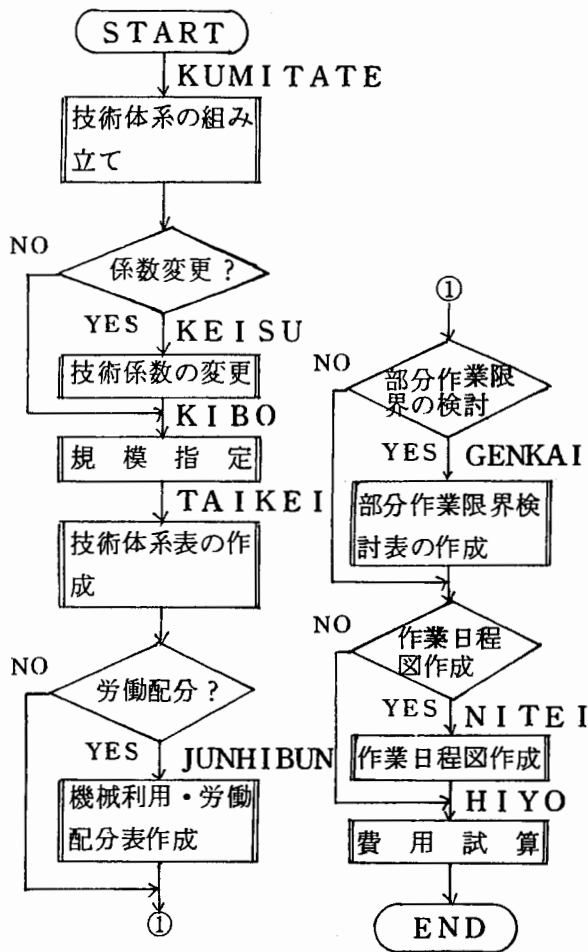 START
KUMITATE
技術体系の組み
立て
係数変更？
NO
YES
KEISU
技術係数の変更
KIBO
規模指定
TAIKEI
技術体系表の作
成
労働配分？
NO
YES
JUNHIBUN
機械利用・労働
配分表作成
①
①
部分作業限
界の検討
NO
YES
GENKAI
部分作業限界検
討表の作成
作業日程
図作成
NO
YES
NITEI
作業日程図作成
HIYO
費用試算
END